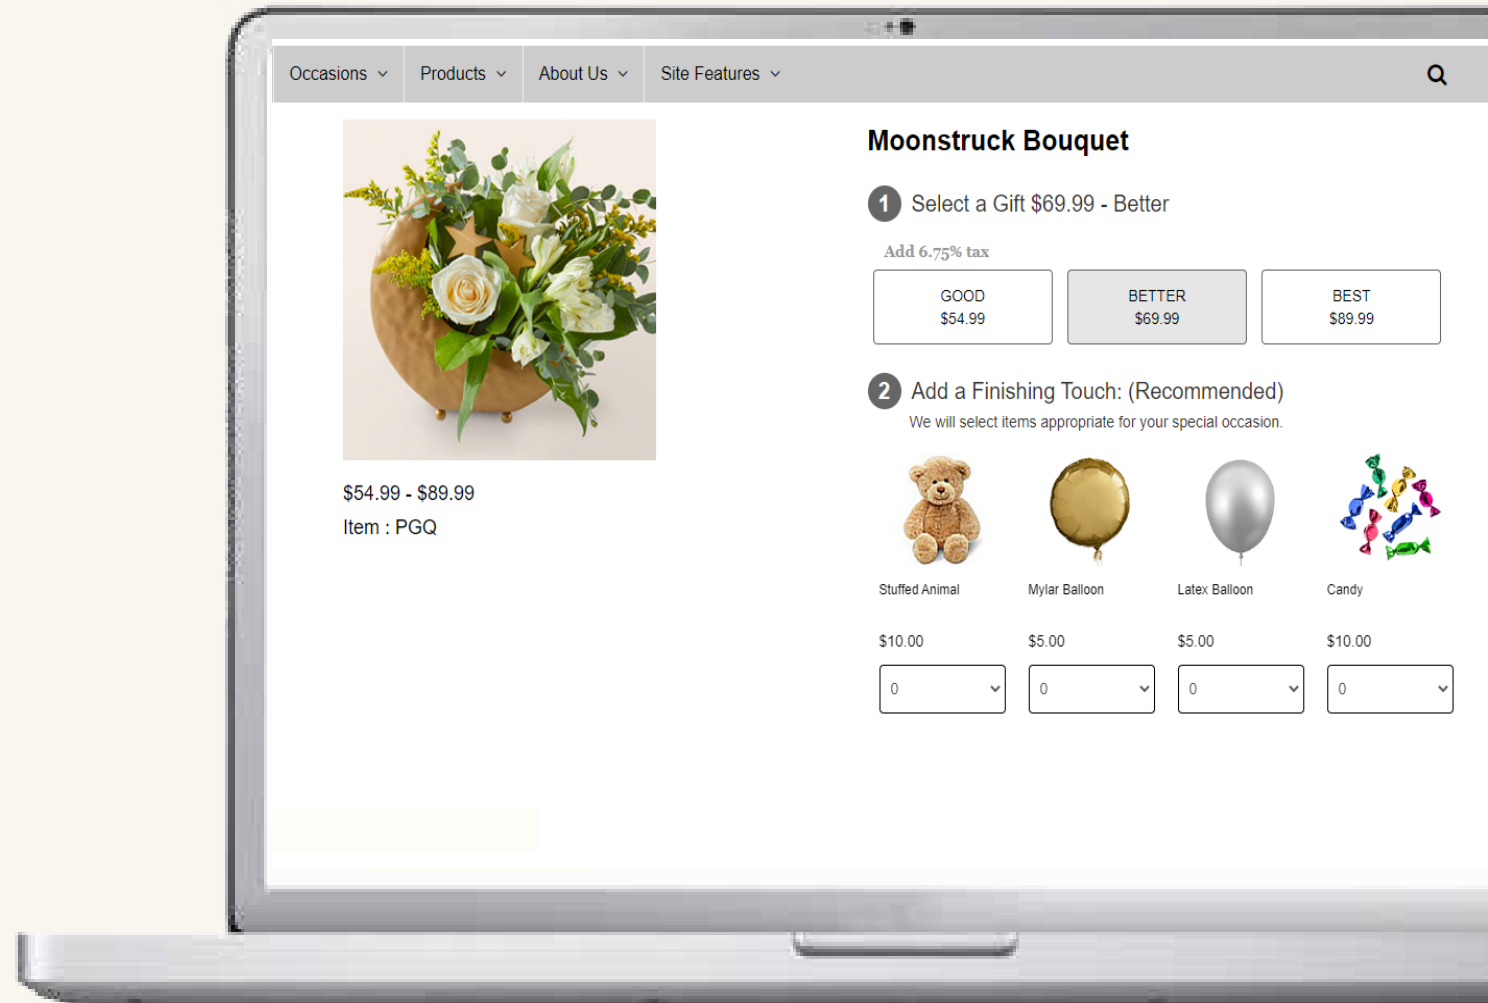 Occasions Products About Us Site Features
Moonstruck Bouquet
1 Select a Gift $69.99 - Better
Add 6.75% tax
GOOD BETTER BEST
$54.99 $69.99 $89.99
2 Add a Finishing Touch: (Recommended)
We will select items appropriate for your special occasion.
$54.99 - $89.99
Item : PGQ
Stuffed Animal Mylar Balloon Latex Balloon Candy
$10.00 $5.00 $5.00 $10.00
0 0 0 0